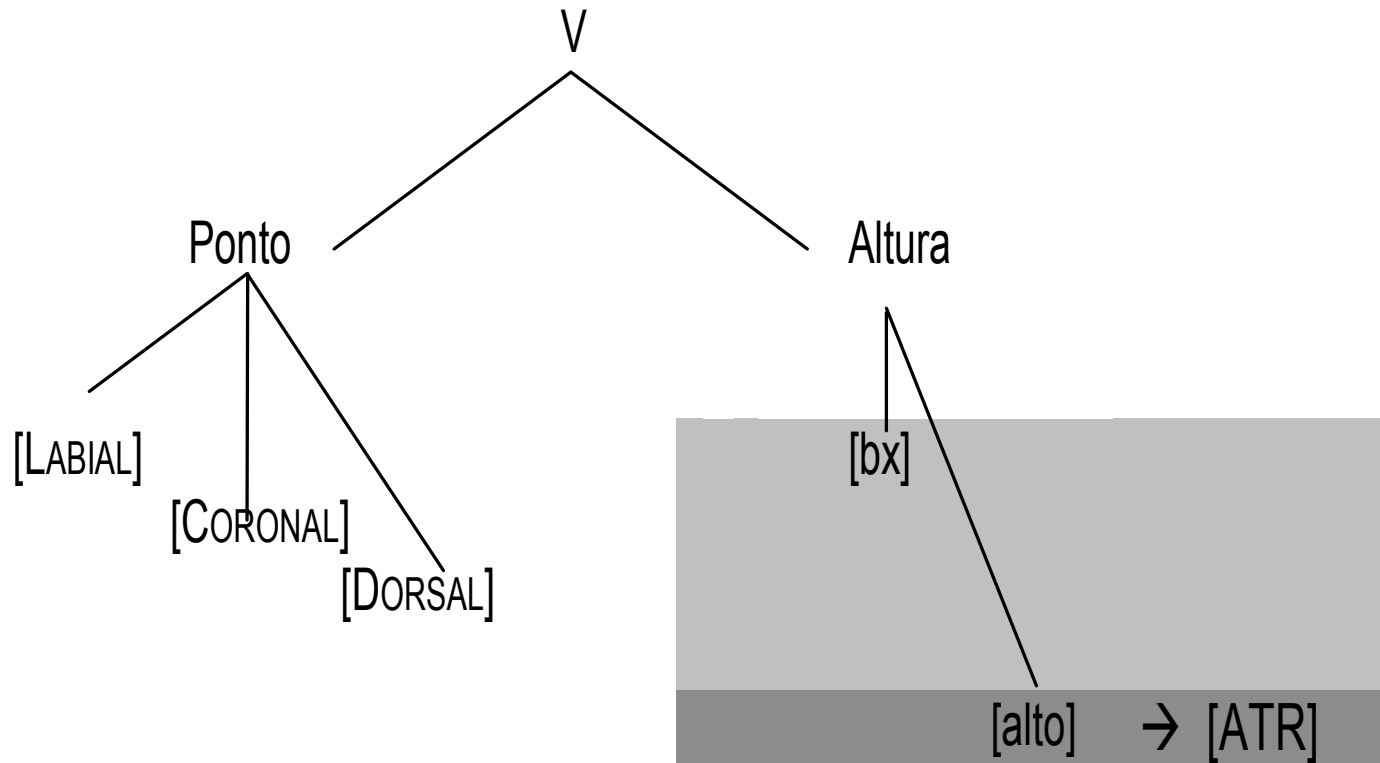 V
Ponto Altura
[LABIAL] [bx]
[CORONAL]
[DORSAL]
[alto] → [ATR]